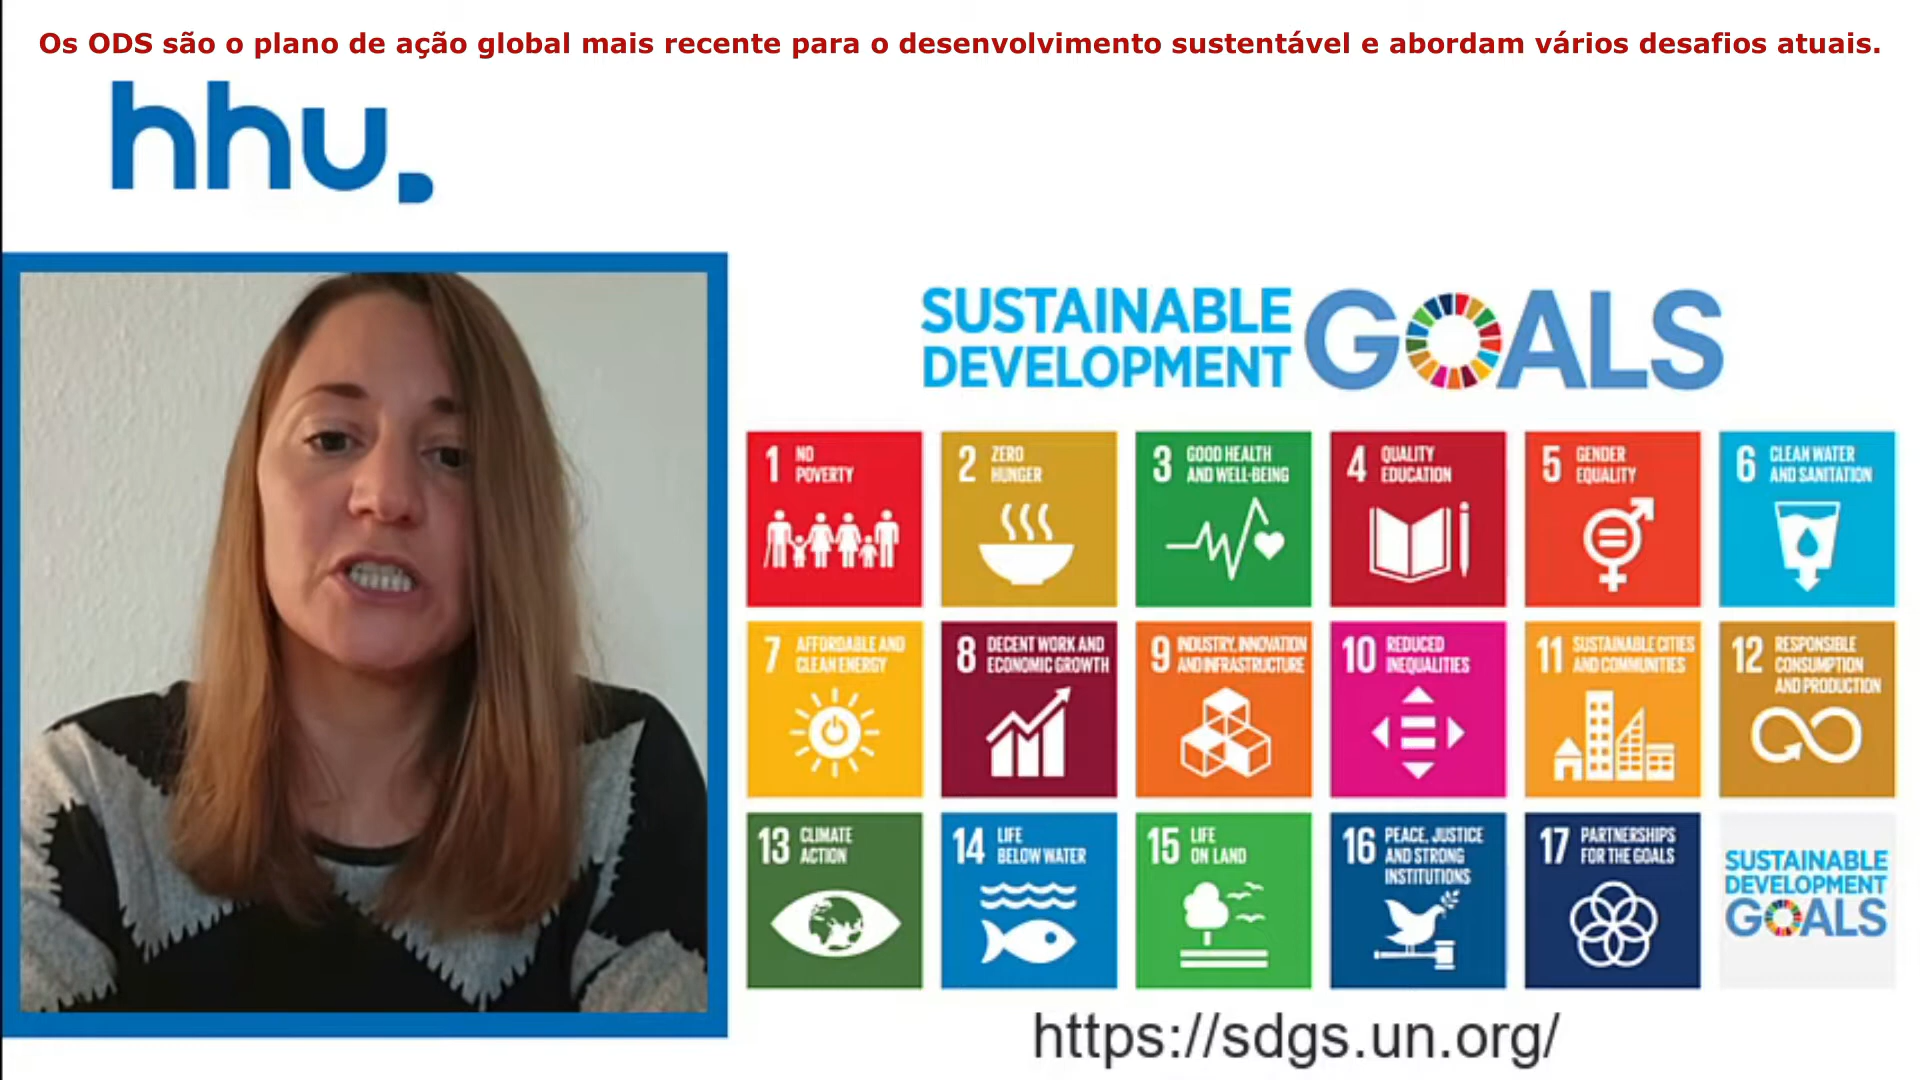 Os ODS são o plano de ação global mais recente para o desenvolvimento sustentável e abordam vários desafios atuais.
hhu.
SUSTAINABLE
DEVELOPMENT
GOALS
1 NO
POVERTY
2 ZERO
HUNGER
3 GOOD HEALTH
AND WELL-BEING
4 QUALITY
EDUCATION
5 GENDER
EQUALITY
6 CLEAN WATER
AND SANITATION
7 AFFORDABLE AND
CLEAN ENERGY
8 DECENT WORK AND
ECONOMIC GROWTH
9 INDUSTRY, INNOVATION
AND INFRASTRUCTURE
10 REDUCED
INEQUALITIES
11 SUSTAINABLE CITIES
AND COMMUNITIES
12 RESPONSIBLE
CONSUMPTION
AND PRODUCTION
13 CLIMATE
ACTION
14 LIFE
BELOW WATER
15 LIFE
ON LAND
16 PEACE, JUSTICE
AND STRONG
INSTITUTIONS
17 PARTNERSHIPS
FOR THE GOALS
SUSTAINABLE
DEVELOPMENT
GOALS
https://sdgs.un.org/